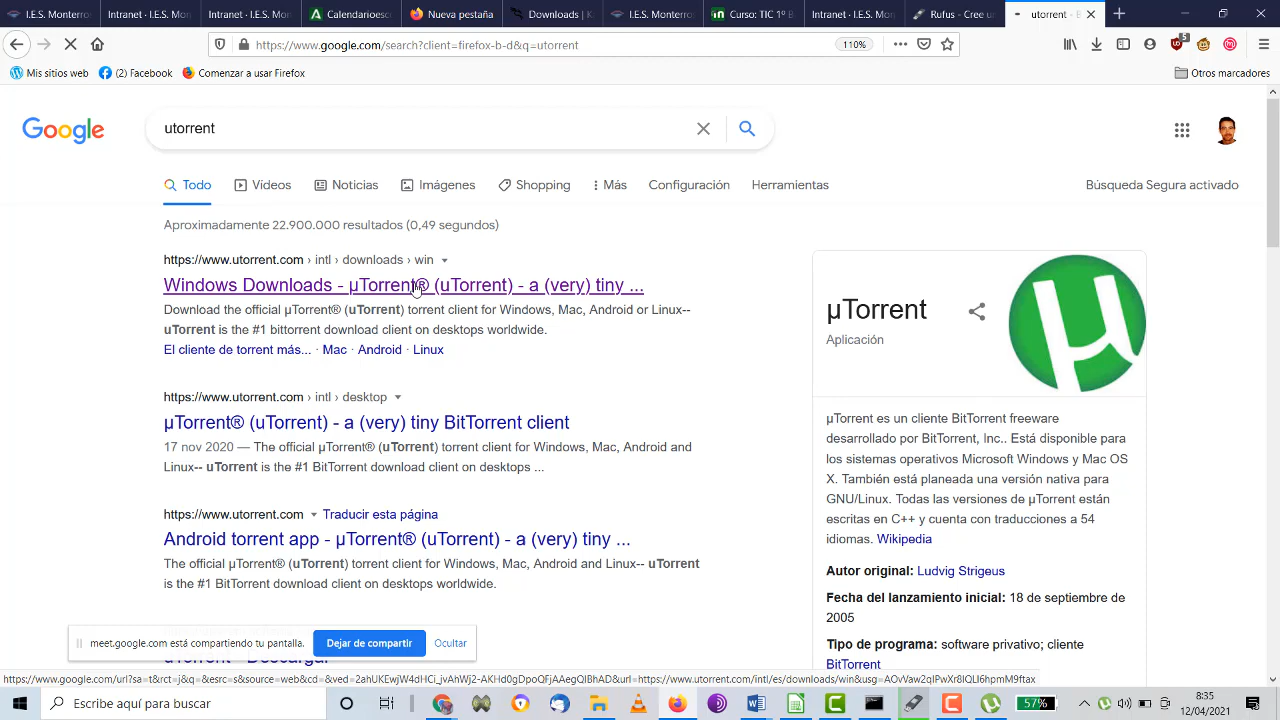 Intranet - I.E.S. Mon
Intranet - I.E.S. Mon
Intranet - I.E.S. Mon
Nueva pestaña
Downloads | K
I.E.S. Monterro
Curso: TIC 1º B
Intranet - I.E.S. Mon
Rufus - Cree u
utorrent - B
https://www.google.com/search?client=firefox-b-d&q=utorrent
110%
5
Mis sitios web
(2) Facebook
Comenzar a usar Firefox
Otros marcadores
Google
utorrent
Todo
Vídeos
Noticias
Imágenes
Shopping
Más
Configuración
Herramientas
Búsqueda Segura activado
Aproximadamente 22.900.000 resultados (0,49 segundos)
https://www.utorrent.com › intl › downloads › win
Windows Downloads - µTorrent® (uTorrent) - a (very) tiny ...
Download the official µTorrent® (uTorrent) torrent client for Windows, Mac, Android or Linux--
uTorrent is the #1 bittorrent download client on desktops worldwide.
El cliente de torrent más... · Mac · Android · Linux
https://www.utorrent.com › intl › desktop
µTorrent® (uTorrent) - a (very) tiny BitTorrent client
17 nov 2020 — The official µTorrent® (uTorrent) torrent client for Windows, Mac, Android and
Linux-- uTorrent is the #1 BitTorrent download client on desktops ...
https://www.utorrent.com Traducir esta página
Android torrent app - µTorrent® (uTorrent) - a (very) tiny ...
The official µTorrent® (uTorrent) torrent client for Windows, Mac, Android and Linux-- uTorrent
is the #1 BitTorrent download client on desktops worldwide.
uTorrent - Descargar
µTorrent
Aplicación
µTorrent es un cliente BitTorrent freeware
desarrollado por BitTorrent, Inc.. Está disponible para
los sistemas operativos Microsoft Windows y Mac OS
X. También está planeada una versión nativa para
GNU/Linux. Todas las versiones de µTorrent están
escritas en C++ y cuenta con traducciones a 54
idiomas. Wikipedia
Autor original: Ludvig Strigeus
Fecha del lanzamiento inicial: 18 de septiembre de
2005
Tipo de programa: software privativo; cliente
BitTorrent
meet.google.com está compartiendo tu pantalla.
Dejar de compartir
Ocultar
Escribe aquí para buscar
57%
8:35
12/04/2021